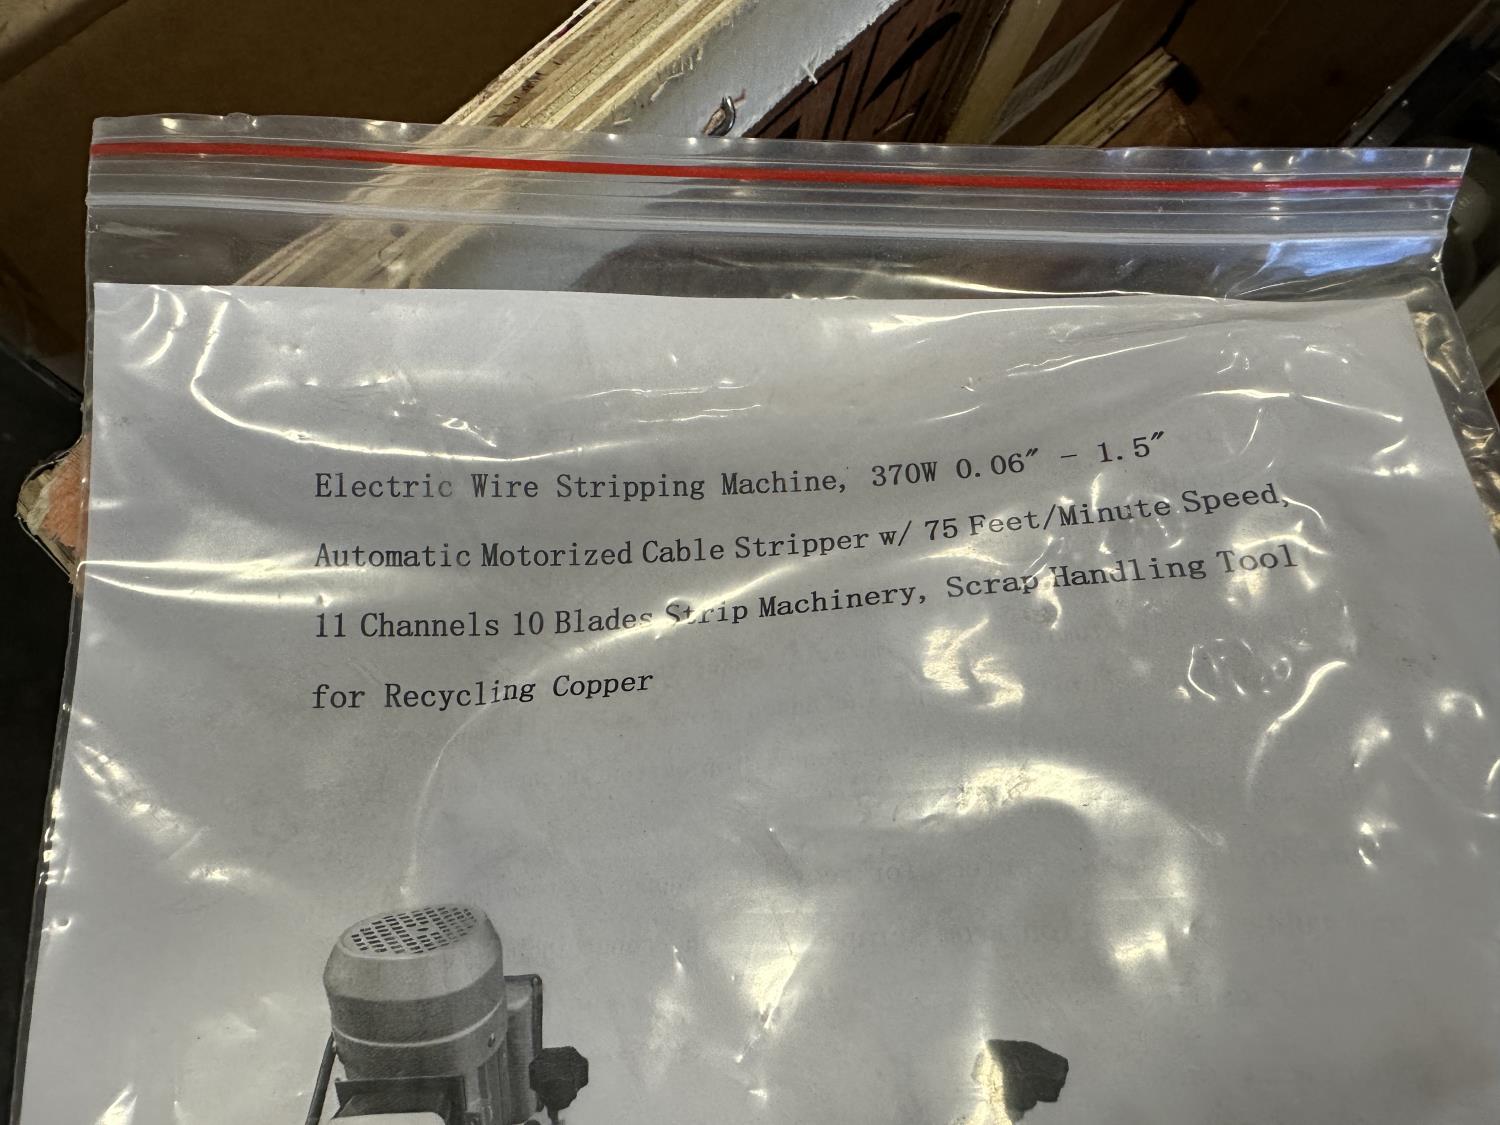 Electric Wire Stripping Machine, 370W 0.06″ - 1.5″
Automatic Motorized Cable Stripper w/ 75 Feet/Minute Speed,
11 Channels 10 Blades Strip Machinery, Scrap Handling Tool
for Recycling Copper